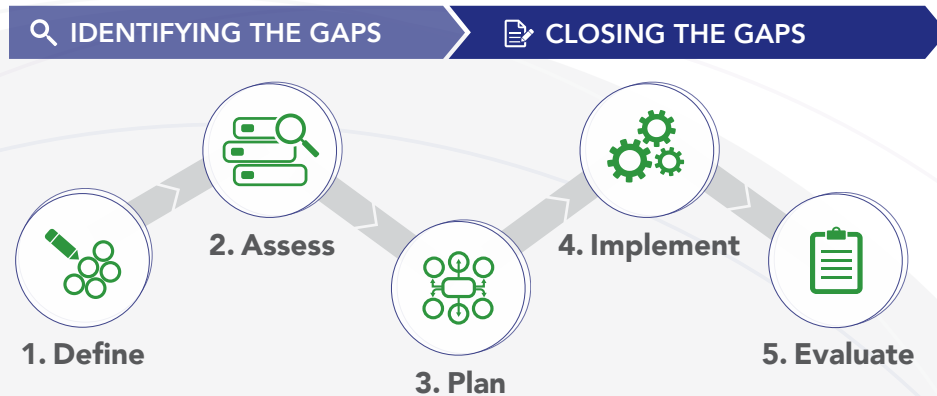 IDENTIFYING THE GAPS
CLOSING THE GAPS
1. Define
2. Assess
3. Plan
4. Implement
5. Evaluate